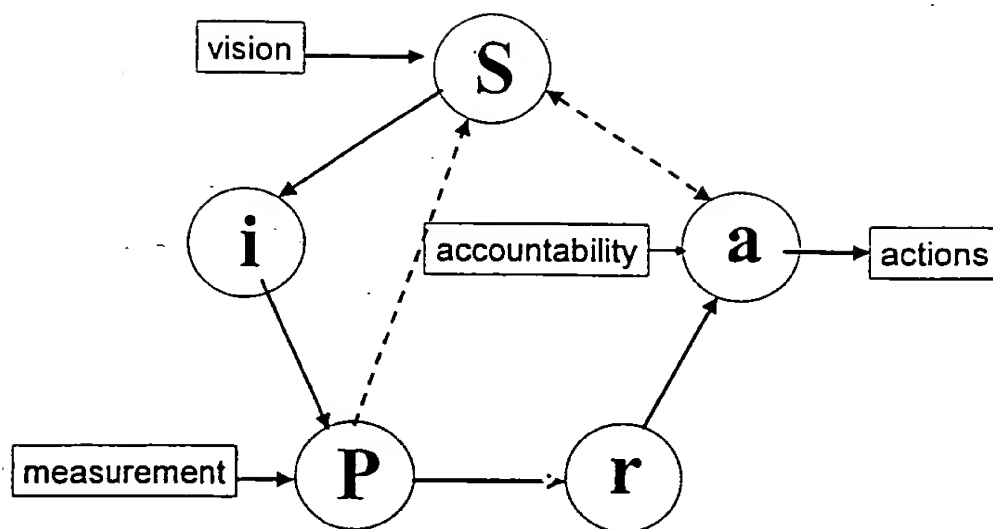 vision
S
i
accountability
a
actions
measurement
P
r